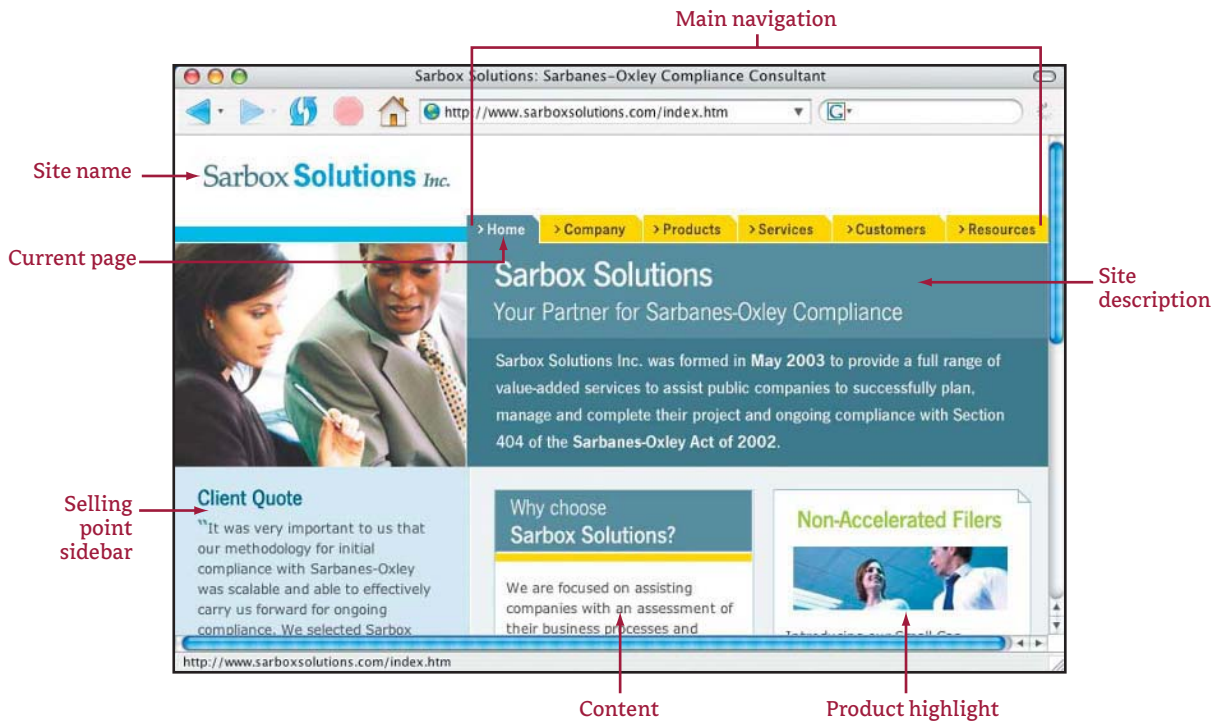 Main navigation
Sarbox Solutions: Sarbanes-Oxley Compliance Consultant
http://www.sarboxsolutions.com/index.htm
G
Site name
Sarbox Solutions Inc.
> Home > Company > Products > Services > Customers > Resources
Current page
Sarbox Solutions
Your Partner for Sarbanes-Oxley Compliance
Site
description
Sarbox Solutions Inc. was formed in May 2003 to provide a full range of
value-added services to assist public companies to successfully plan,
manage and complete their project and ongoing compliance with Section
404 of the Sarbanes-Oxley Act of 2002.
Selling
point
sidebar
Client Quote
"It was very important to us that
our methodology for initial
compliance with Sarbanes-Oxley
was scalable and able to effectively
carry us forward for ongoing
compliance. We selected Sarbox
Why choose
Sarbox Solutions?
We are focused on assisting
companies with an assessment of
their business processes and
Non-Accelerated Filers
Introducing our Small Cap
http://www.sarboxsolutions.com/index.htm
Content
Product highlight